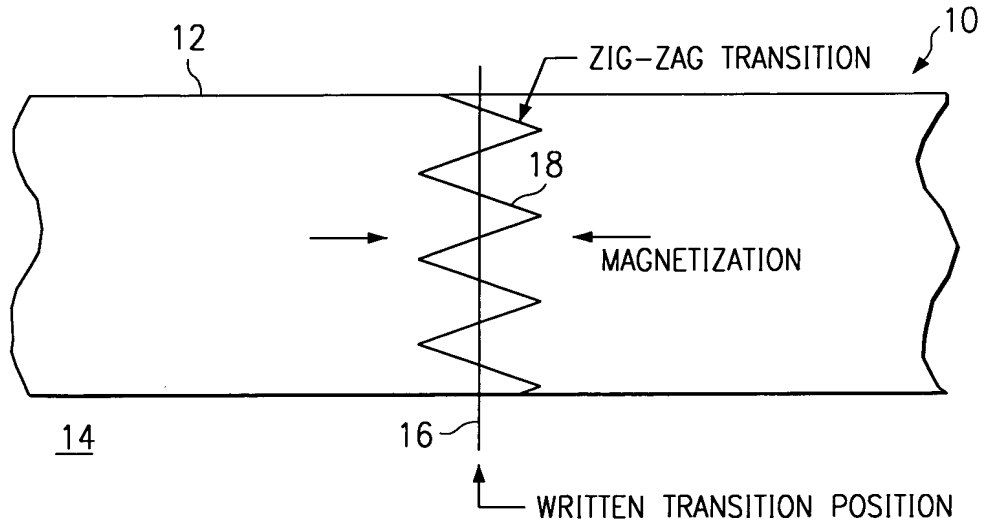 10
12
ZIG-ZAG TRANSITION
18
MAGNETIZATION
16
14
WRITTEN TRANSITION POSITION